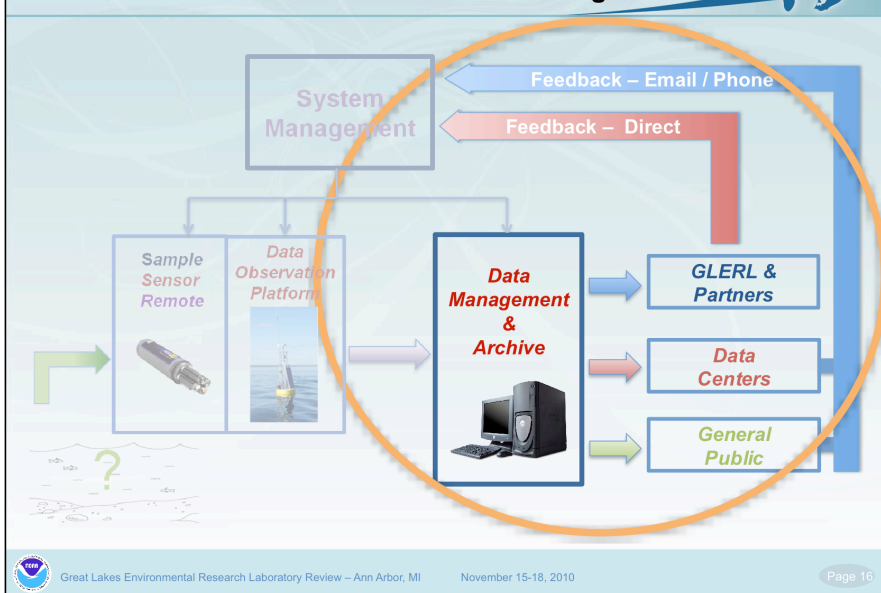 System
Management
Feedback – Email / Phone
Feedback – Direct
Sample
Sensor
Remote
Data
Observation
Platform
Data
Management
&
Archive
GLERL &
Partners
Data
Centers
General
Public
?
NOAA
Great Lakes Environmental Research Laboratory Review – Ann Arbor, MI
November 15-18, 2010
Page 16